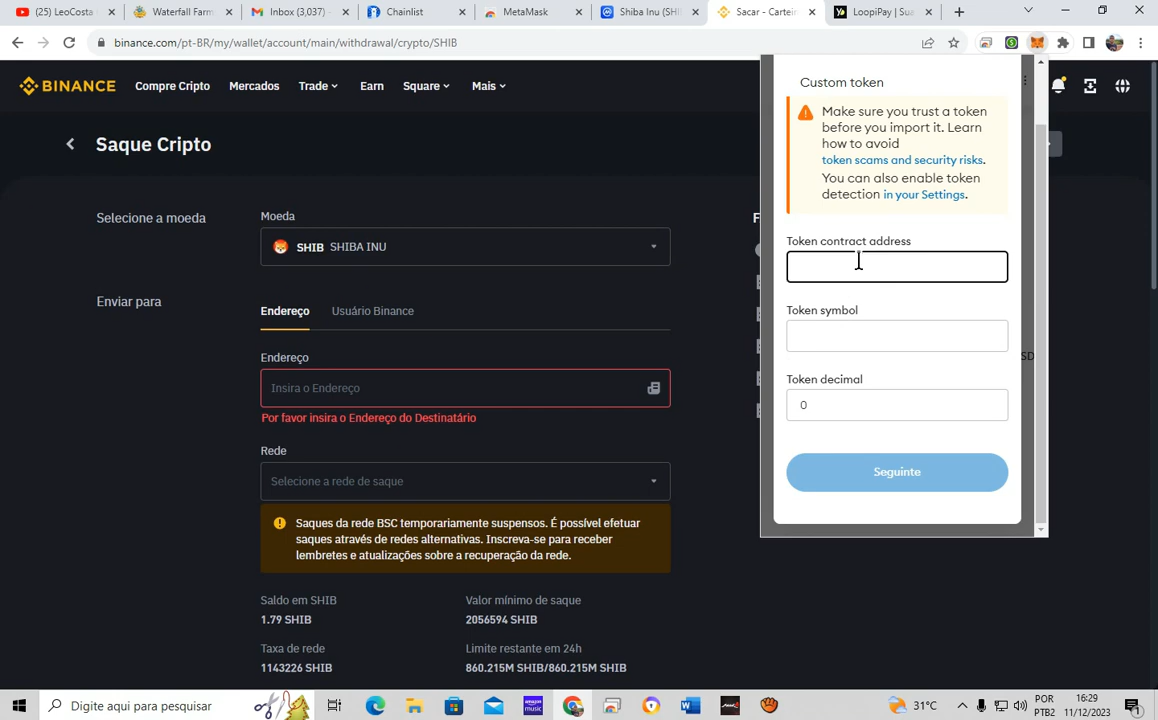 (25) LeoCosta
Waterfall Farm
Inbox (3,037) -
Chainlist
MetaMask
Shiba Inu (SHI
Sacar - Carteir
LoopiPay | Sua
binance.com/pt-BR/my/wallet/account/main/withdrawal/crypto/SHIB
BINANCE
Compre Cripto
Mercados
Trade
Earn
Square
Mais
Saque Cripto
Selecione a moeda
Moeda
SHIB SHIBA INU
Enviar para
Endereço
Usuário Binance
Endereço
Insira o Endereço
Por favor insira o Endereço do Destinatário
Rede
Selecione a rede de saque
Saques da rede BSC temporariamente suspensos. É possível efetuar
saques através de redes alternativas. Inscreva-se para receber
lembretes e atualizações sobre a recuperação da rede.
Saldo em SHIB
1.79 SHIB
Valor mínimo de saque
2056594 SHIB
Taxa de rede
1143226 SHIB
Limite restante em 24h
860.215M SHIB/860.215M SHIB
Custom token
Make sure you trust a token
before you import it. Learn
how to avoid
token scams and security risks.
You can also enable token
detection in your Settings.
Token contract address
Token symbol
Token decimal
0
Seguinte
F
SD
Digite aqui para pesquisar
31°C
POR
PTB2
16:29
11/12/2023